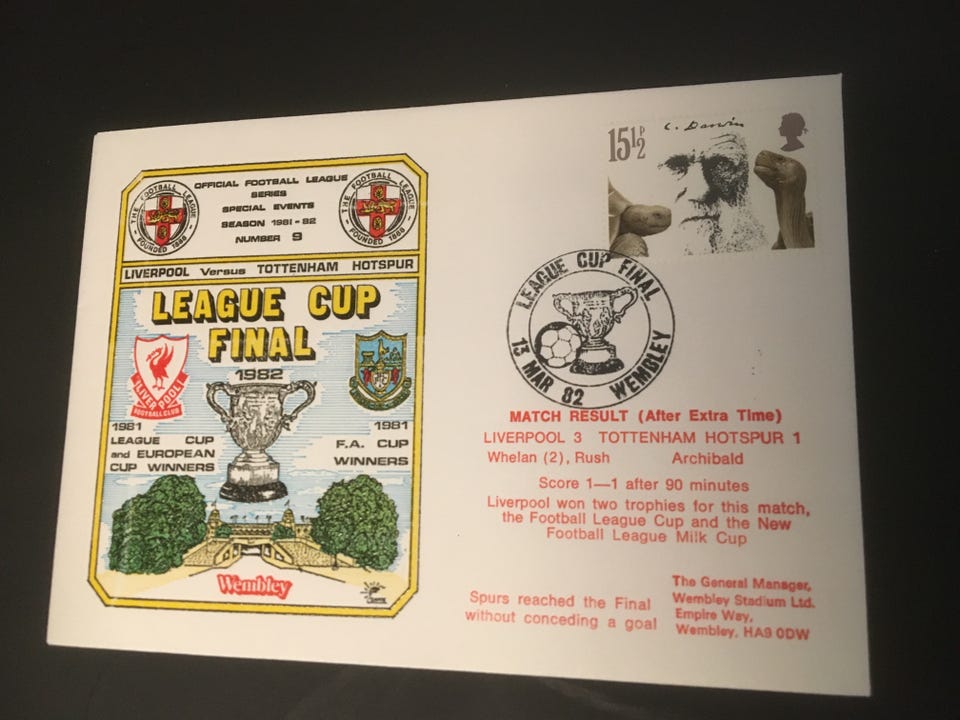 OFFICIAL FOOTBALL LEAGUE
SERIES
SPECIAL EVENTS
SEASON 1981-82
NUMBER 9
THE FOOTBALL LEAGUE
FOUNDED 1888
THE FOOTBALL LEAGUE
FOUNDED 1888
LIVERPOOL Versus TOTTENHAM HOTSPUR
LEAGUE CUP
FINAL
1982
LIVERPOOL
FOOTBALL CLUB
1981
LEAGUE CUP
and EUROPEAN
CUP WINNERS
1981
F.A. CUP
WINNERS
Wembley
15½P
C. Darwin
LEAGUE CUP FINAL
13 MAR 82 WEMBLEY
MATCH RESULT (After Extra Time)
LIVERPOOL 3 TOTTENHAM HOTSPUR 1
Whelan (2), Rush Archibald
Score 1—1 after 90 minutes
Liverpool won two trophies for this match,
the Football League Cup and the New
Football League Milk Cup
Spurs reached the Final
without conceding a goal
The General Manager,
Wembley Stadium Ltd.
Empire Way,
Wembley. HA9 0DW